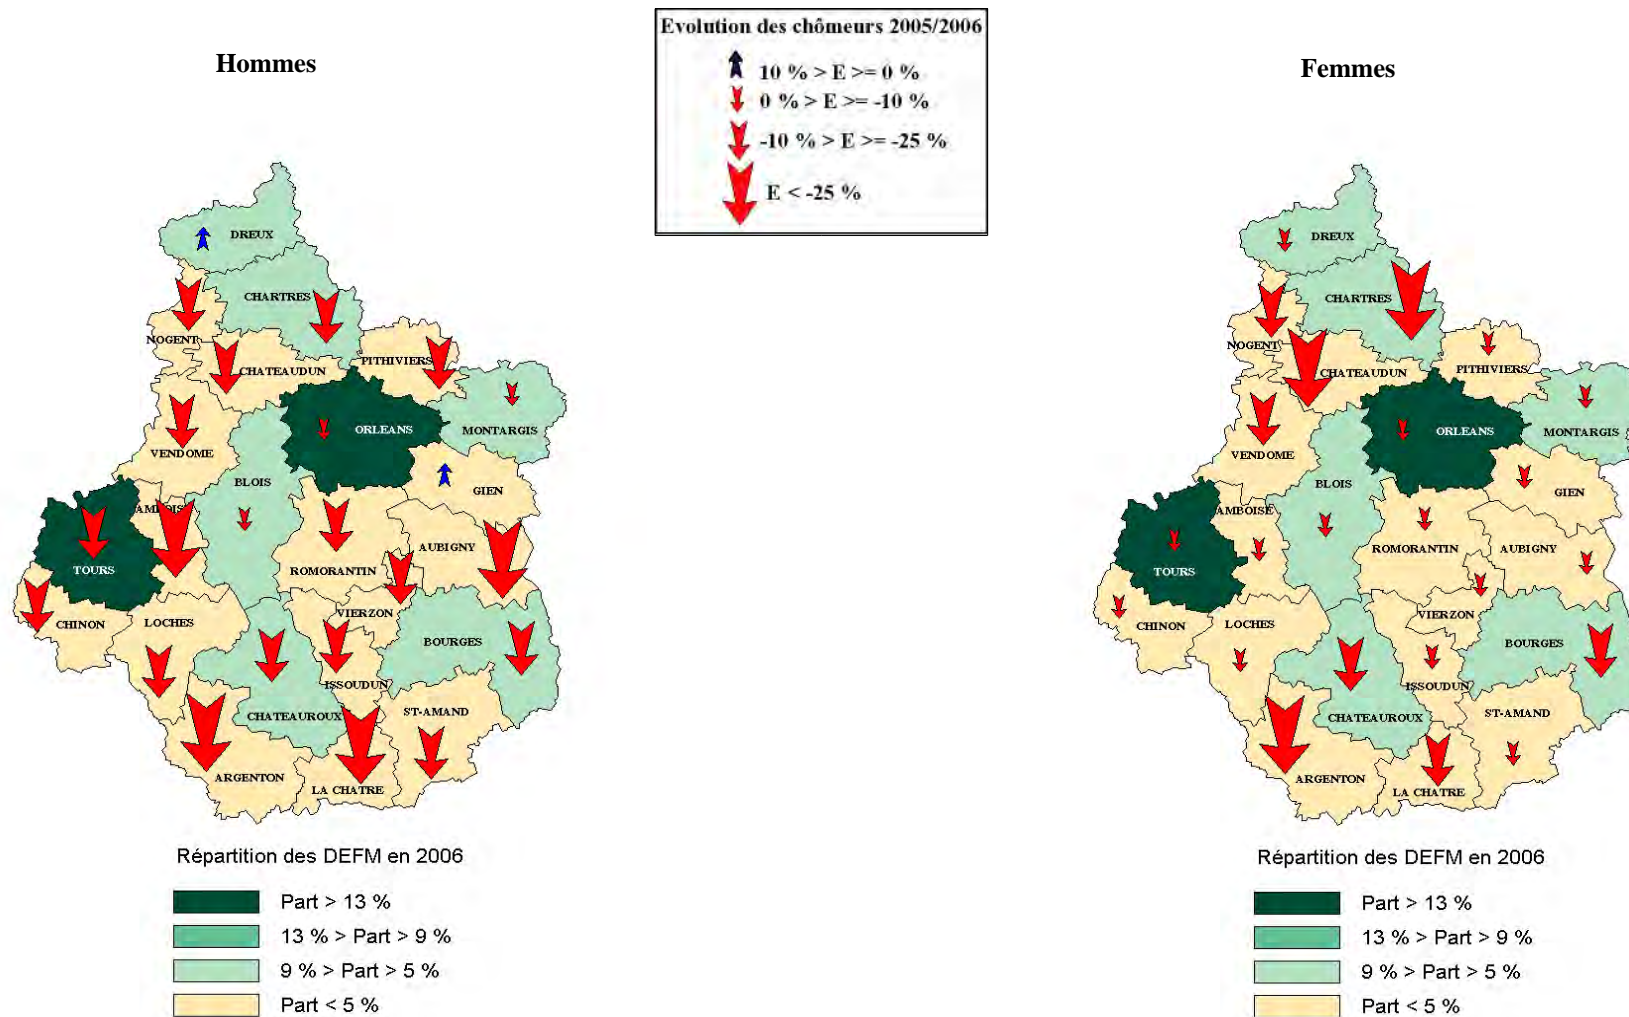 Evolution des chômeurs 2005/2006
10 % > E >= 0 %
0 % > E >= -10 %
-10 % > E >= -25 %
E < -25 %
Hommes
DREUX
CHARTRES
NOGENT
CHATEAUDUN
PITHIVIERS
ORLEANS
MONTARGIS
VENDOME
BLOIS
GIEN
AMBOIS
TOURS
ROMORANTIN
AUBIGNY
CHINON
LOCHES
VIERZON
BOURGES
ISSOUDUN
CHATEAUROUX
ST-AMAND
ARGENTON
LA CHATRE
Répartition des DEFM en 2006
Part > 13 %
13 % > Part > 9 %
9 % > Part > 5 %
Part < 5 %
Femmes
DREUX
CHARTRES
NOGENT
CHATEAUDUN
PITHIVIERS
ORLEANS
MONTARGIS
VENDOME
BLOIS
GIEN
AMBOISE
TOURS
ROMORANTIN
AUBIGNY
CHINON
LOCHES
VIERZON
BOURGES
ISSOUDUN
CHATEAUROUX
ST-AMAND
ARGENTON
LA CHATRE
Répartition des DEFM en 2006
Part > 13 %
13 % > Part > 9 %
9 % > Part > 5 %
Part < 5 %